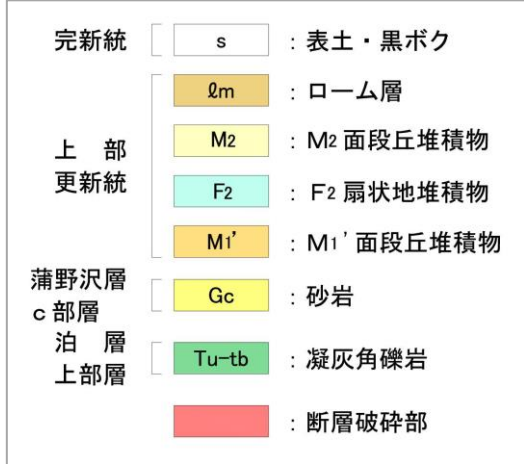 完新統 s : 表土・黒ボク
ℓm : ローム層
上 部
更新統
M2 : M2 面段丘堆積物
F2 : F2 扇状地堆積物
M1' : M1' 面段丘堆積物
蒲野沢層
c部層
Gc : 砂岩
泊 層
上部層
Tu-tb : 凝灰角礫岩
: 断層破砕部